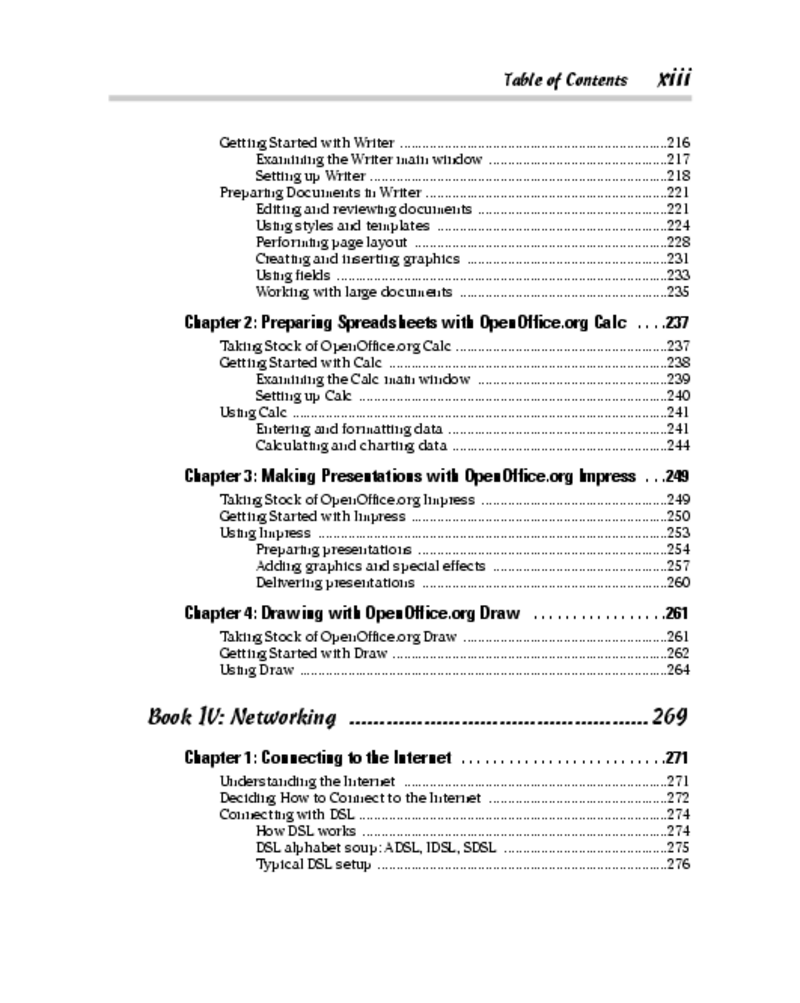 Table of Contents xiii
Getting Started with Writer ..............................................................216
Examining the Writer main window ..........................................217
Setting up Writer ......................................................................218
Preparing Documents in Writer .........................................................221
Editing and reviewing documents .............................................221
Using styles and templates ......................................................224
Performing page layout ...........................................................228
Creating and inserting graphics ...............................................231
Using fields .............................................................................233
Working with large documents .................................................235
Chapter 2: Preparing Spreadsheets with OpenOffice.org Calc . . . .237
Taking Stock of OpenOffice.org Calc ..................................................237
Getting Started with Calc .................................................................238
Examining the Calc main window .............................................239
Setting up Calc ........................................................................240
Using Calc .......................................................................................241
Entering and formatting data ....................................................241
Calculating and charting data ...................................................244
Chapter 3: Making Presentations with OpenOffice.org Impress . . .249
Taking Stock of OpenOffice.org Impress ............................................249
Getting Started with Impress ............................................................250
Using Impress .................................................................................253
Preparing presentations ...........................................................254
Adding graphics and special effects .........................................257
Delivering presentations ..........................................................260
Chapter 4: Drawing with OpenOffice.org Draw . . . . . . . . . . . . . . . . .261
Taking Stock of OpenOffice.org Draw ................................................261
Getting Started with Draw ................................................................262
Using Draw .....................................................................................264
Book IV: Networking ................................................269
Chapter 1: Connecting to the Internet . . . . . . . . . . . . . . . . . . . . . . . . . .271
Understanding the Internet ..............................................................271
Deciding How to Connect to the Internet ..........................................272
Connecting with DSL ........................................................................274
How DSL works .......................................................................274
DSL alphabet soup: ADSL, IDSL, SDSL ......................................275
Typical DSL setup ....................................................................276